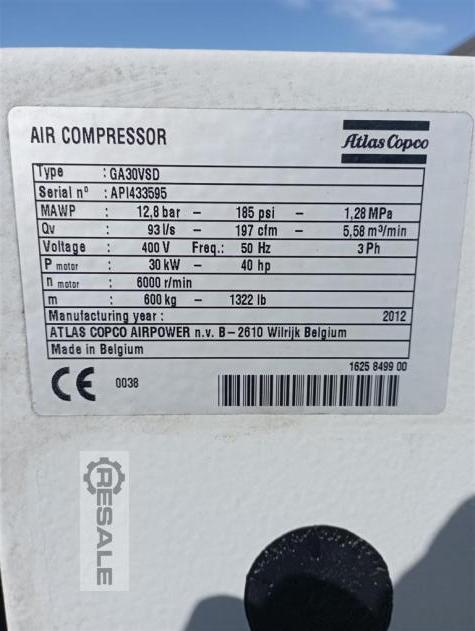 AIR COMPRESSOR
Atlas Copco
Type : GA30VSD
Serial nº : API433595
MAWP : 12,8 bar – 185 psi – 1,28 MPa
Qv : 93 l/s – 197 cfm – 5,58 m³/min
Voltage : 400 V Freq.: 50 Hz 3 Ph
P motor : 30 kW – 40 hp
n motor : 6000 r/min
m : 600 kg – 1322 lb
Manufacturing year : 2012
ATLAS COPCO AIRPOWER n.v. B–2610 Wilrijk Belgium
Made in Belgium
1625 8499 00
CE 0038
RESALE